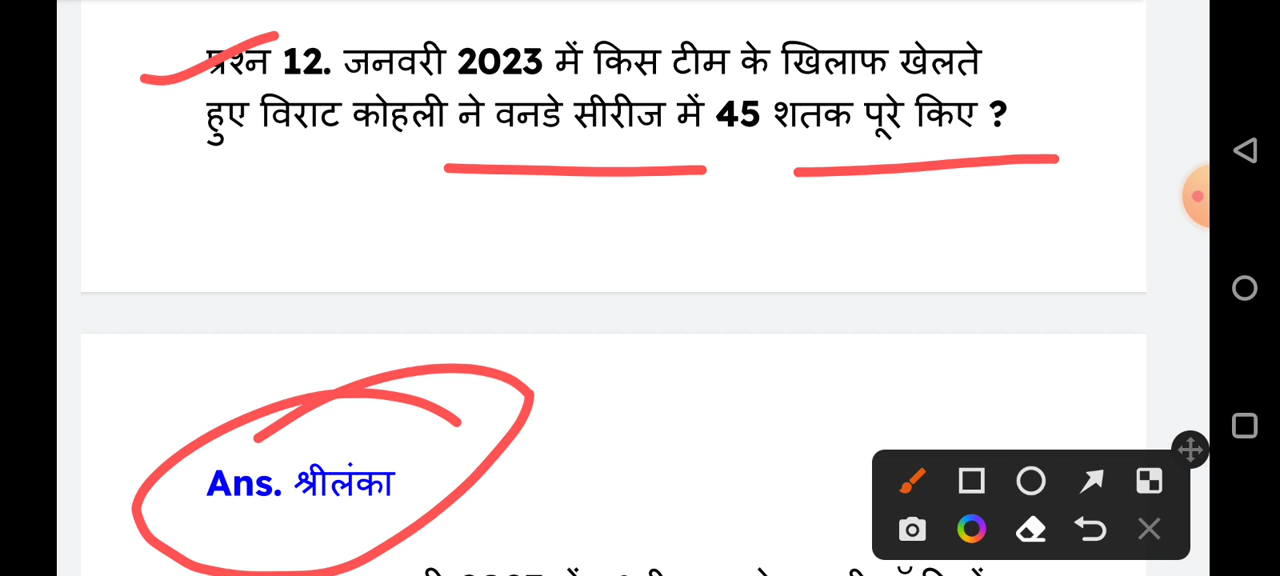 प्रश्न 12. जनवरी 2023 में किस टीम के खिलाफ खेलते
हुए विराट कोहली ने वनडे सीरीज में 45 शतक पूरे किए ?
Ans. श्रीलंका